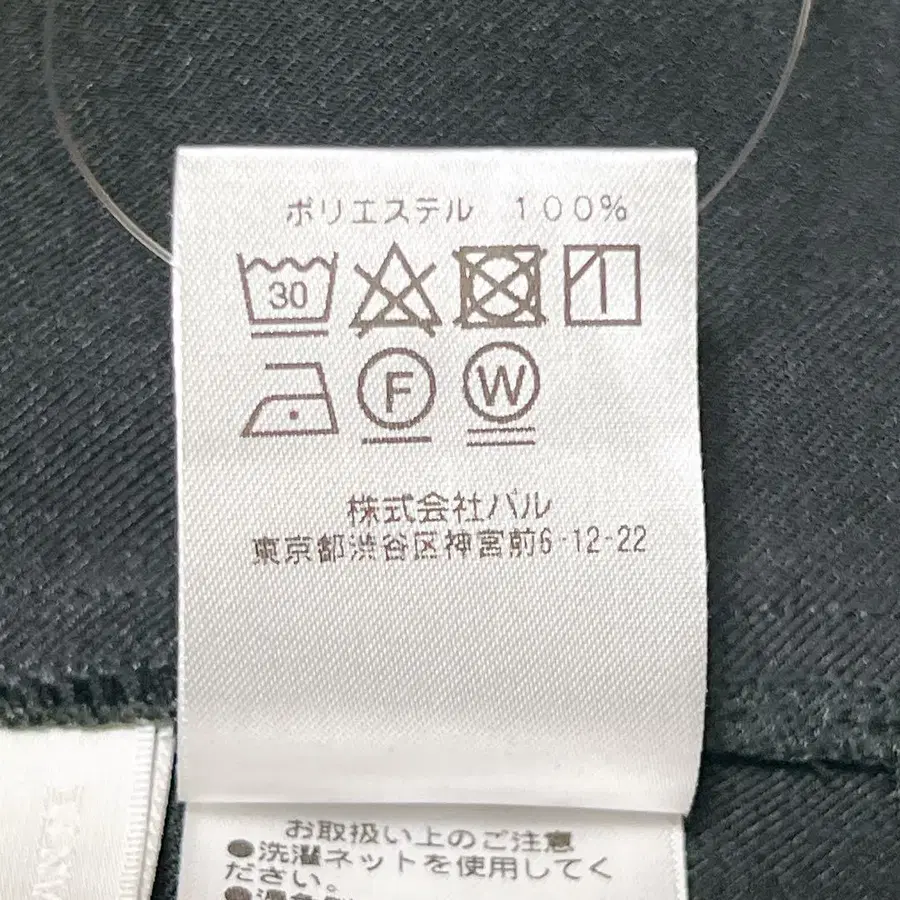 ポリエステル 100%
30
F W
株式会社パル
東京都渋谷区神宮前6-12-22
お取扱い上のご注意
●洗濯ネットを使用してく
ださい。